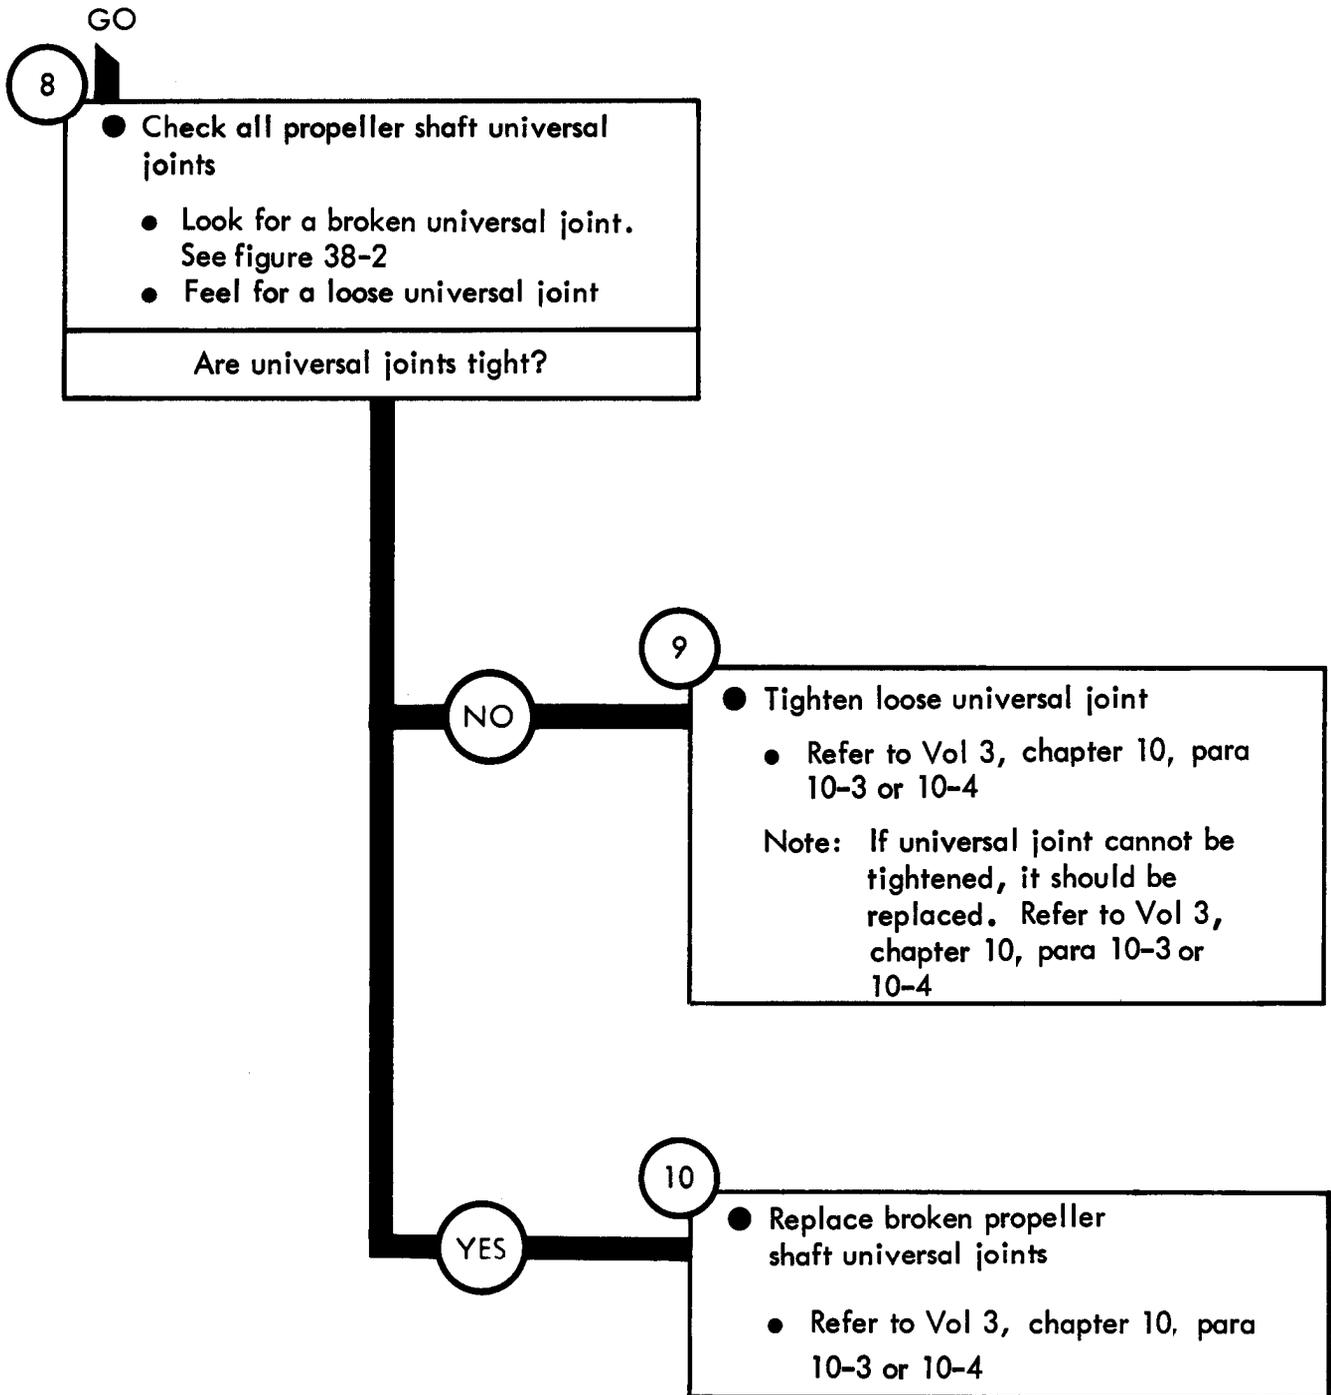 GO
8
● Check all propeller shaft universal
joints
● Look for a broken universal joint.
See figure 38-2
● Feel for a loose universal joint
Are universal joints tight?
NO
9
● Tighten loose universal joint
● Refer to Vol 3, chapter 10, para
10-3 or 10-4
Note: If universal joint cannot be
tightened, it should be
replaced. Refer to Vol 3,
chapter 10, para 10-3 or
10-4
YES
10
● Replace broken propeller
shaft universal joints
● Refer to Vol 3, chapter 10, para
10-3 or 10-4